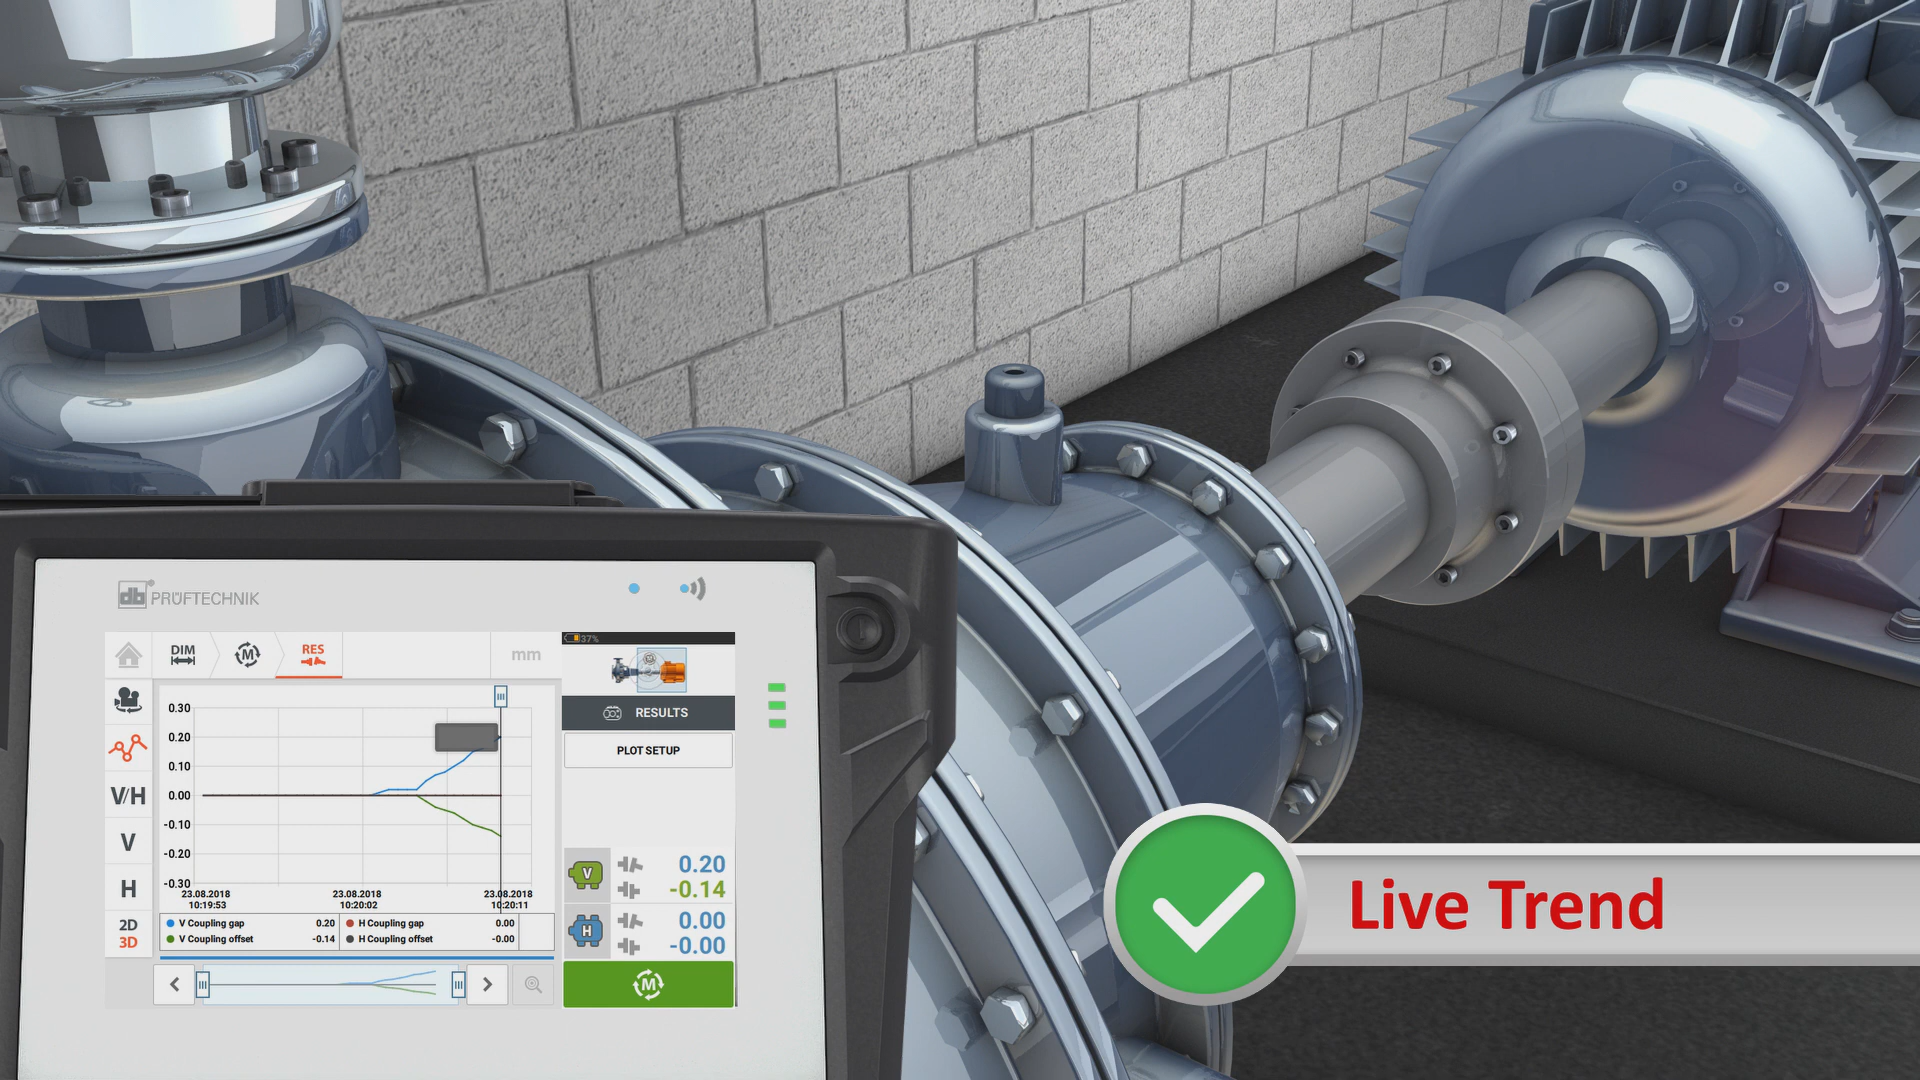 db PRÜFTECHNIK
DIM
M
RES
mm
37%
RESULTS
PLOT SETUP
V/H
V
H
2D
3D
0.30
0.20
0.10
0.00
-0.10
-0.20
-0.30
23.08.2018
10:19:53
23.08.2018
10:20:02
23.08.2018
10:20:11
V Coupling gap 0.20
H Coupling gap 0.00
V Coupling offset -0.14
H Coupling offset -0.00
V
0.20
-0.14
H
0.00
-0.00
M
Live Trend